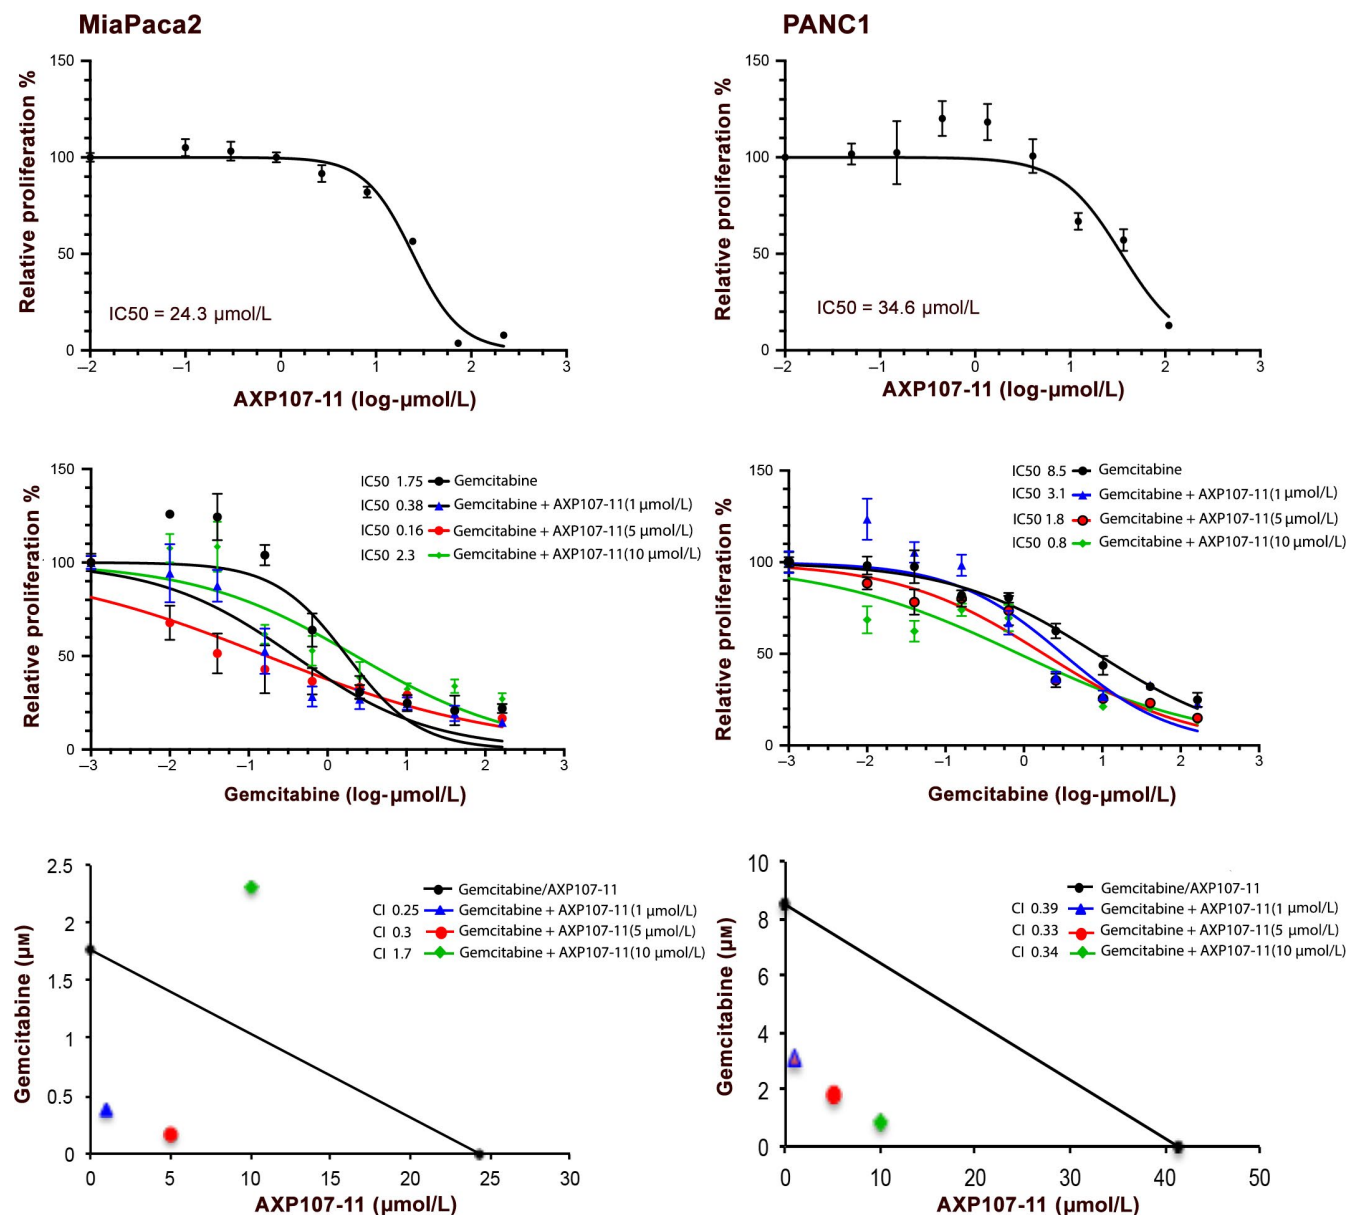 MiaPaca2
PANC1
150
100
50
0
Relative proliferation %
IC50 = 24.3 µmol/L
–2
–1
0
1
2
3
AXP107-11 (log-µmol/L)
150
100
50
0
Relative proliferation %
IC50 = 34.6 µmol/L
–2
–1
0
1
2
3
AXP107-11 (log-µmol/L)
150
100
50
0
Relative proliferation %
IC50 1.75 Gemcitabine
IC50 0.38 Gemcitabine + AXP107-11(1 µmol/L)
IC50 0.16 Gemcitabine + AXP107-11(5 µmol/L)
IC50 2.3 Gemcitabine + AXP107-11(10 µmol/L)
–3
–2
–1
0
1
2
3
Gemcitabine (log-µmol/L)
150
100
50
0
Relative proliferation %
IC50 8.5 Gemcitabine
IC50 3.1 Gemcitabine + AXP107-11(1 µmol/L)
IC50 1.8 Gemcitabine + AXP107-11(5 µmol/L)
IC50 0.8 Gemcitabine + AXP107-11(10 µmol/L)
–3
–2
–1
0
1
2
3
Gemcitabine (log-µmol/L)
2.5
2
1.5
1
0.5
0
Gemcitabine (µM)
Gemcitabine/AXP107-11
CI 0.25 Gemcitabine + AXP107-11(1 µmol/L)
CI 0.3 Gemcitabine + AXP107-11(5 µmol/L)
CI 1.7 Gemcitabine + AXP107-11(10 µmol/L)
0
5
10
15
20
25
30
AXP107-11 (µmol/L)
10
8
6
4
2
0
Gemcitabine (µM)
Gemcitabine/AXP107-11
CI 0.39 Gemcitabine + AXP107-11(1 µmol/L)
CI 0.33 Gemcitabine + AXP107-11(5 µmol/L)
CI 0.34 Gemcitabine + AXP107-11(10 µmol/L)
0
10
20
30
40
50
AXP107-11 (µmol/L)